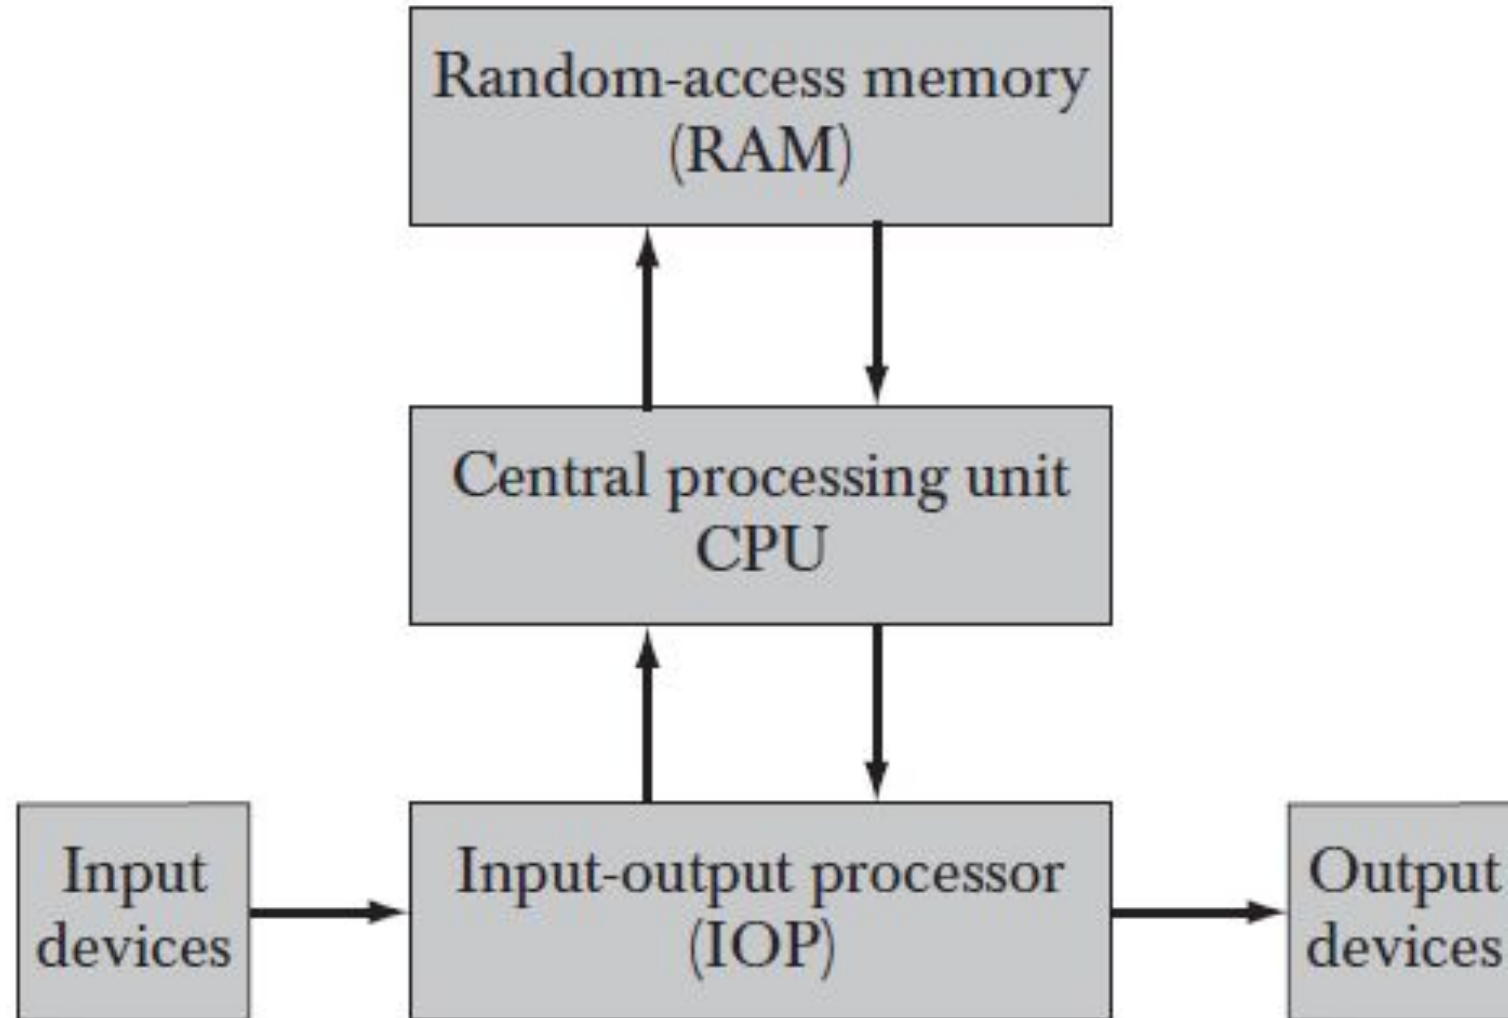 Random-access memory
(RAM)
Central processing unit
CPU
Input
devices
Input-output processor
(IOP)
Output
devices